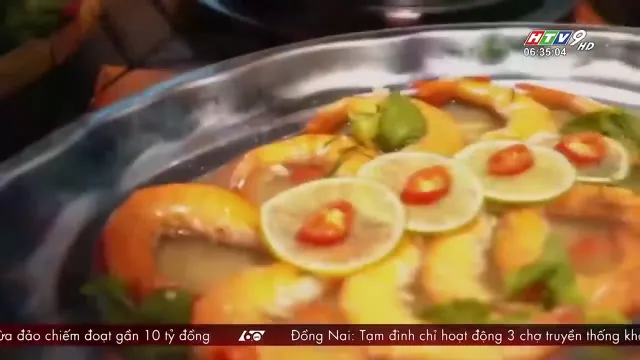 HTV9 HD
06:35:04
ừa đảo chiếm đoạt gần 10 tỷ đồng 60 Đồng Nai: Tạm đình chỉ hoạt động 3 chợ truyền thống kh